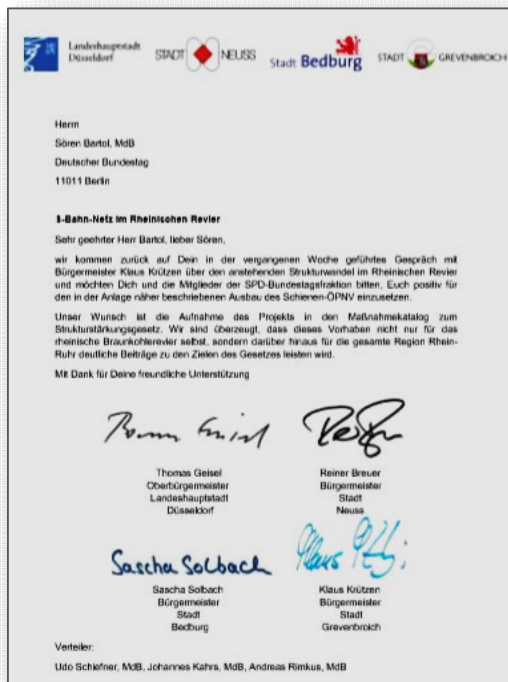 Landeshauptstadt
Düsseldorf
STADT NEUSS
Stadt Bedburg
STADT GREVENBROICH
Herrn
Sören Bartol, MdB
Deutscher Bundestag
11011 Berlin
S-Bahn-Netz im Rheinischen Revier
Sehr geehrter Herr Bartol, lieber Sören,
wir kommen zurück auf Dein in der vergangenen Woche geführtes Gespräch mit
Bürgermeister Klaus Krützen über den anstehenden Strukturwandel im Rheinischen Revier
und möchten Dich und die Mitglieder der SPD-Bundestagsfraktion bitten, Euch positiv für
den in der Anlage näher beschriebenen Ausbau des Schienen-ÖPNV einzusetzen.
Unser Wunsch ist die Aufnahme des Projekts in den Maßnahmekatalog zum
Strukturstärkungsgesetz. Wir sind überzeugt, dass dieses Vorhaben nicht nur für das
rheinische Braunkohlerevier selbst, sondern darüber hinaus für die gesamte Region Rhein-
Ruhr deutliche Beiträge zu den Zielen des Gesetzes leisten wird.
Mit Dank für Deine freundliche Unterstützung
Thomas Geisel
Oberbürgermeister
Landeshauptstadt
Düsseldorf
Reiner Breuer
Bürgermeister
Stadt
Neuss
Sascha Solbach
Sascha Solbach
Bürgermeister
Stadt
Bedburg
Klaus Krützen
Bürgermeister
Stadt
Grevenbroich
Verteiler:
Udo Schiefner, MdB, Johannes Kahrs, MdB, Andreas Rimkus, MdB